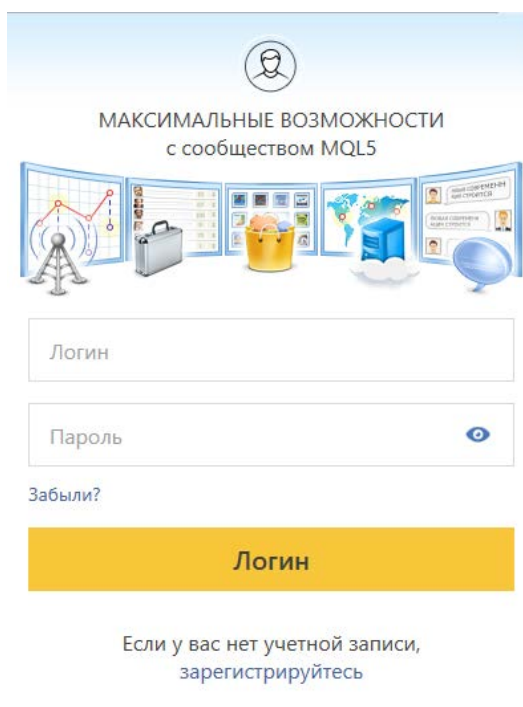 МАКСИМАЛЬНЫЕ ВОЗМОЖНОСТИ
с сообществом MQL5
Логин
Пароль
Забыли?
Логин
Если у вас нет учетной записи,
зарегистрируйтесь